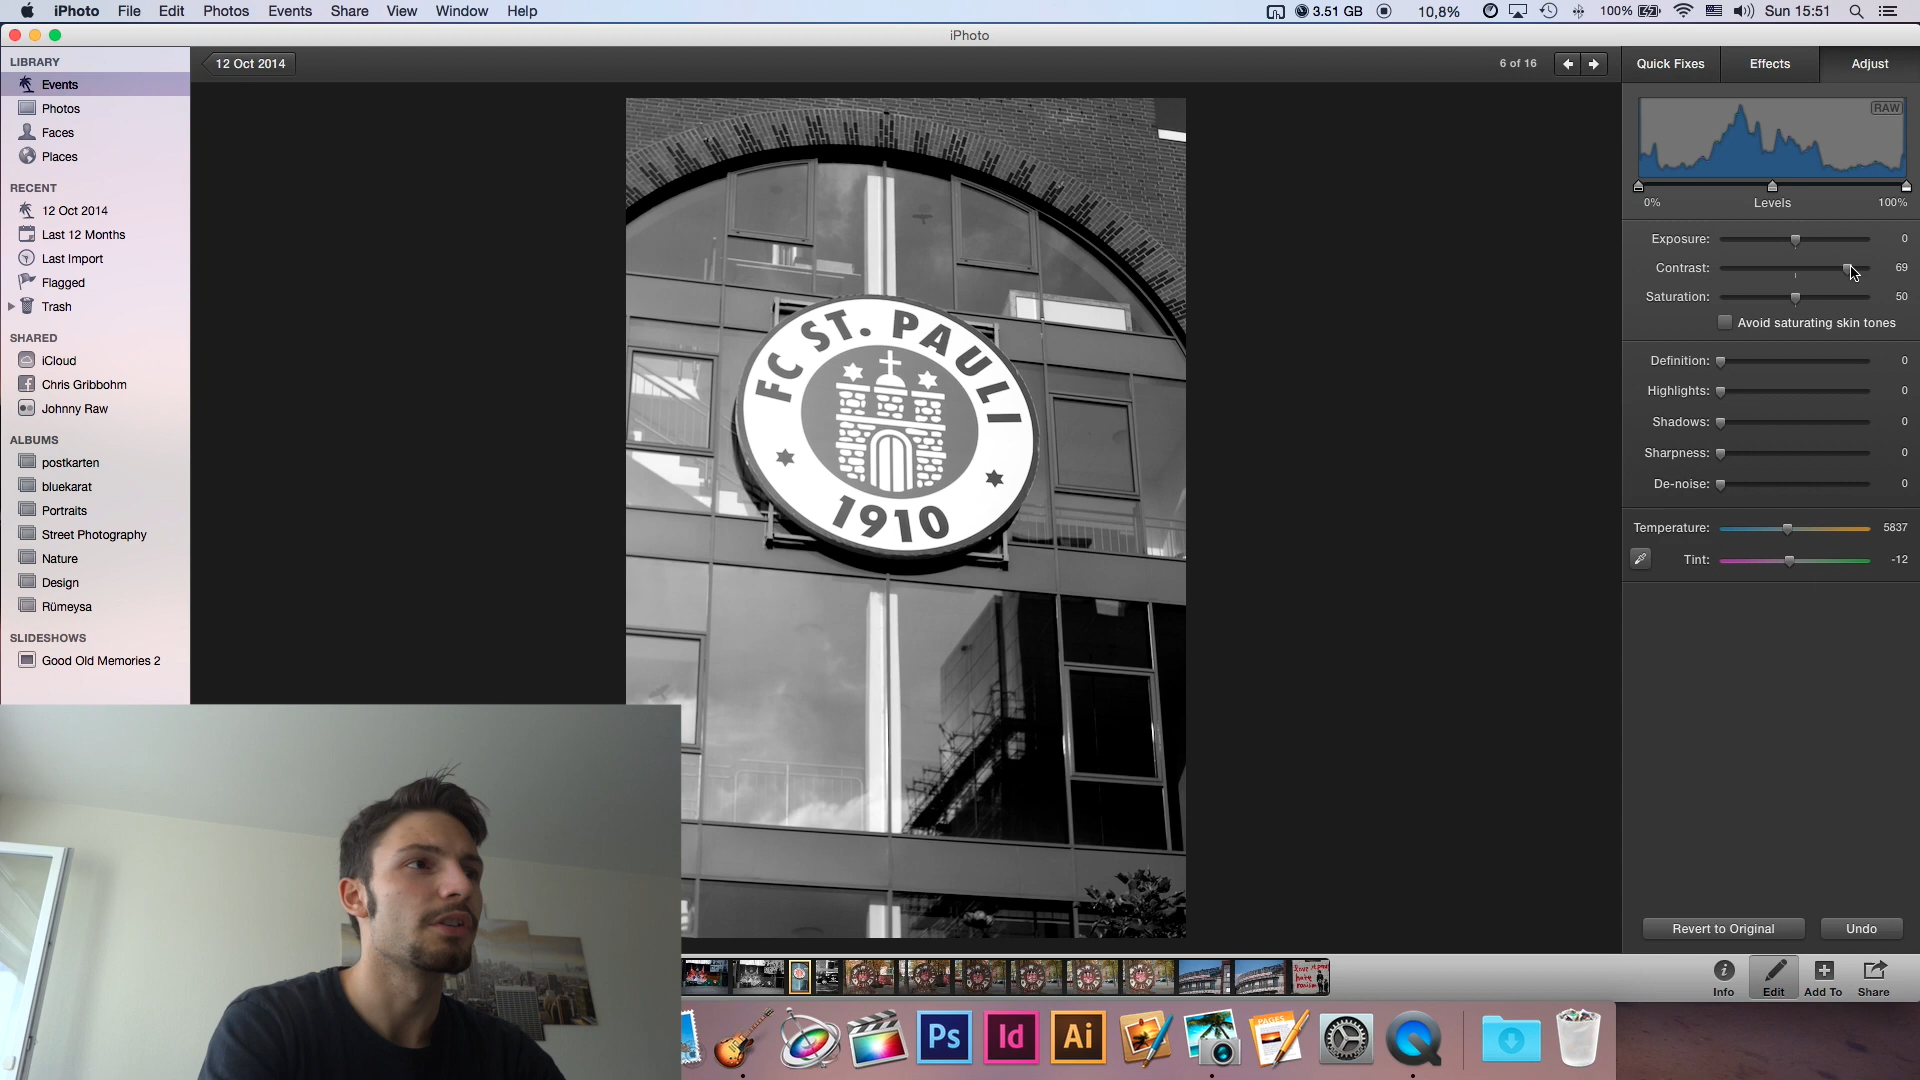 iPhoto File Edit Photos Events Share View Window Help 3.51 GB 10,8% 100% Sun 15:51
iPhoto
LIBRARY
Events
Photos
Faces
Places
RECENT
12 Oct 2014
Last 12 Months
Last Import
Flagged
Trash
SHARED
iCloud
Chris Gribbohm
Johnny Raw
ALBUMS
postkarten
bluekarat
Portraits
Street Photography
Nature
Design
Rümeysa
SLIDESHOWS
Good Old Memories 2
12 Oct 2014
6 of 16
FC ST. PAULI
1910
Quick Fixes Effects Adjust
RAW
0% Levels 100%
Exposure: 0
Contrast: 69
Saturation: 50
Avoid saturating skin tones
Definition: 0
Highlights: 0
Shadows: 0
Sharpness: 0
De-noise: 0
Temperature: 5837
Tint: -12
Revert to Original Undo
Info Edit Add To Share
Ps Id Ai PAGES